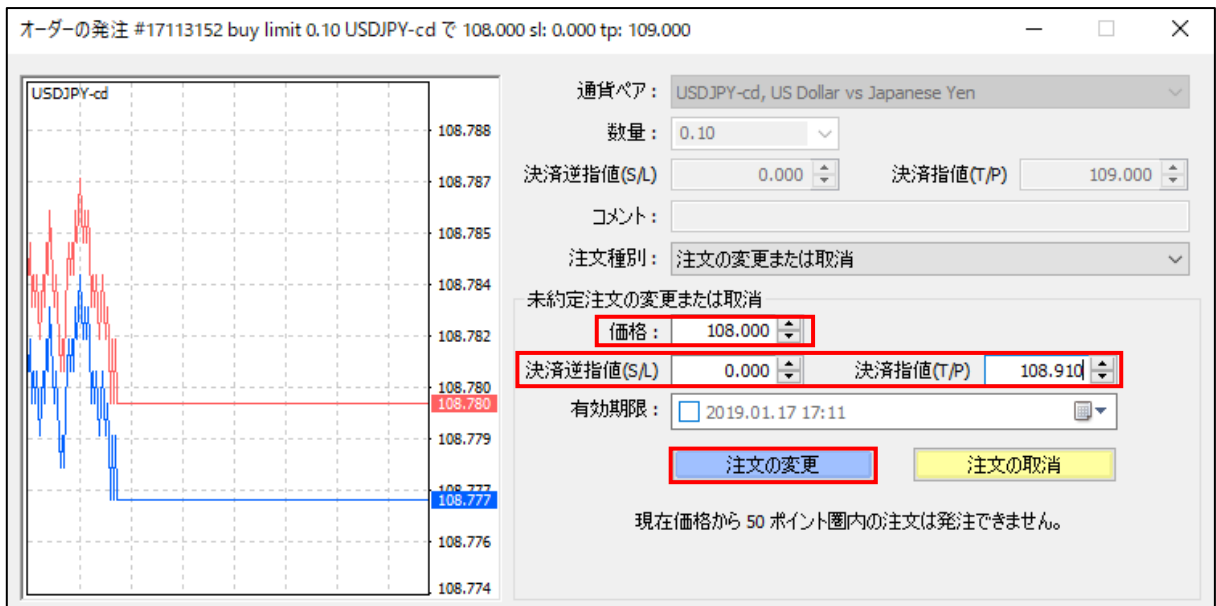 オーダーの発注 #17113152 buy limit 0.10 USDJPY-cd で 108.000 sl: 0.000 tp: 109.000
USDJPY-cd
108.788
108.787
108.785
108.784
108.782
108.780
108.780
108.779
108.777
108.777
108.776
108.774
通貨ペア: USDJPY-cd, US Dollar vs Japanese Yen
数量: 0.10
決済逆指値(S/L) 0.000 決済指値(T/P) 109.000
コメント:
注文種別: 注文の変更または取消
未約定注文の変更または取消
価格: 108.000
決済逆指値(S/L) 0.000 決済指値(T/P) 108.910
有効期限: 2019.01.17 17:11
注文の変更 注文の取消
現在価格から 50 ポイント圏内の注文は発注できません。